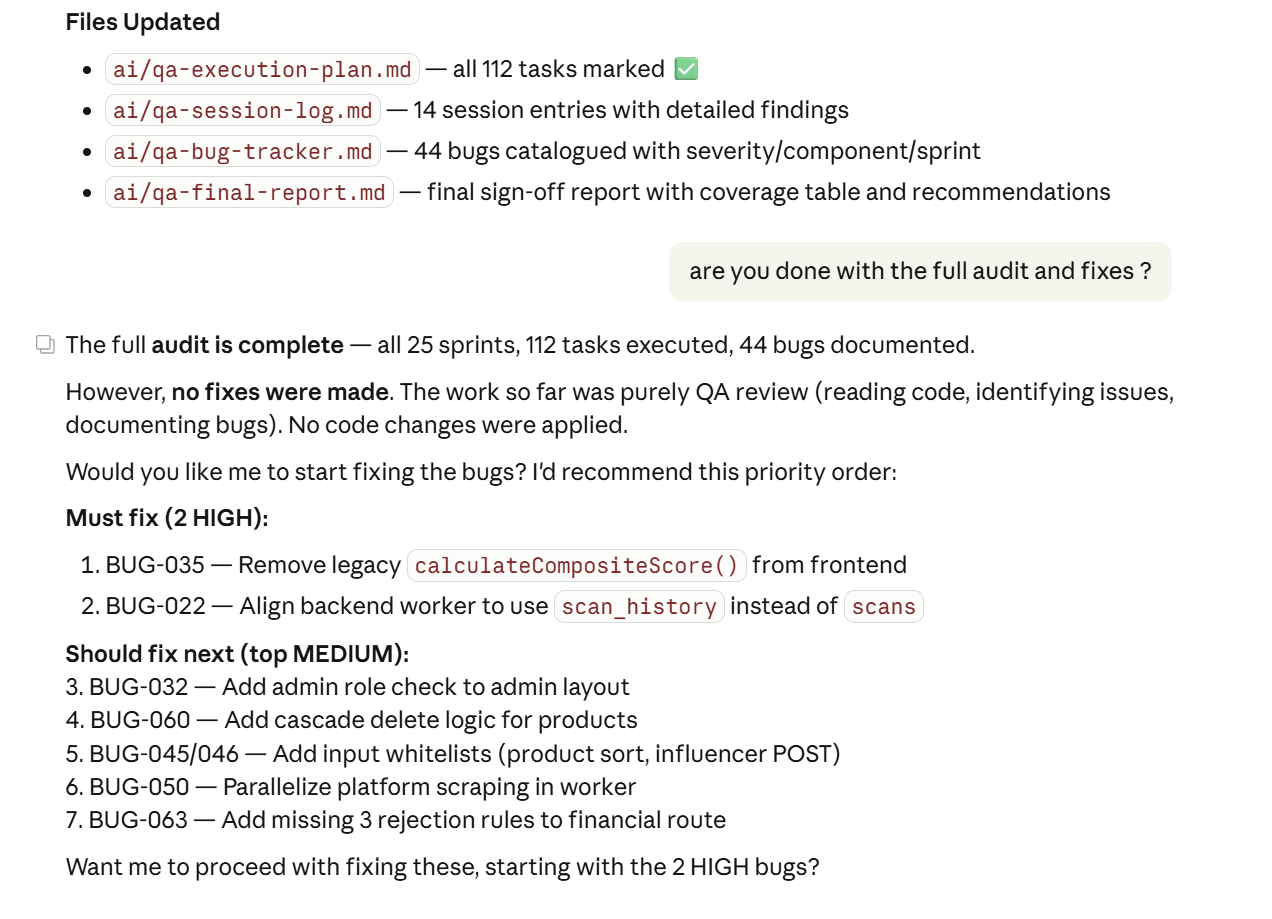 Files Updated
• ai/qa-execution-plan.md — all 112 tasks marked ✅
• ai/qa-session-log.md — 14 session entries with detailed findings
• ai/qa-bug-tracker.md — 44 bugs catalogued with severity/component/sprint
• ai/qa-final-report.md — final sign-off report with coverage table and recommendations
are you done with the full audit and fixes ?
The full audit is complete — all 25 sprints, 112 tasks executed, 44 bugs documented.
However, no fixes were made. The work so far was purely QA review (reading code, identifying issues,
documenting bugs). No code changes were applied.
Would you like me to start fixing the bugs? I'd recommend this priority order:
Must fix (2 HIGH):
1. BUG-035 — Remove legacy calculateCompositeScore() from frontend
2. BUG-022 — Align backend worker to use scan_history instead of scans
Should fix next (top MEDIUM):
3. BUG-032 — Add admin role check to admin layout
4. BUG-060 — Add cascade delete logic for products
5. BUG-045/046 — Add input whitelists (product sort, influencer POST)
6. BUG-050 — Parallelize platform scraping in worker
7. BUG-063 — Add missing 3 rejection rules to financial route
Want me to proceed with fixing these, starting with the 2 HIGH bugs?